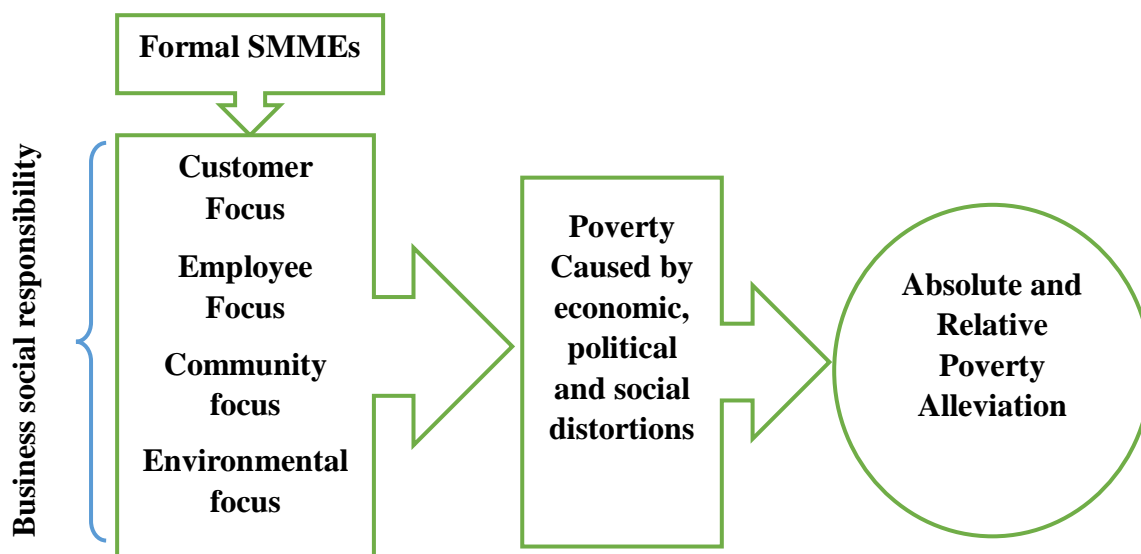 Formal SMMEs
Business social responsibility
Customer
Focus
Employee
Focus
Community
focus
Environmental
focus
Poverty
Caused by
economic,
political
and social
distortions
Absolute and
Relative
Poverty
Alleviation